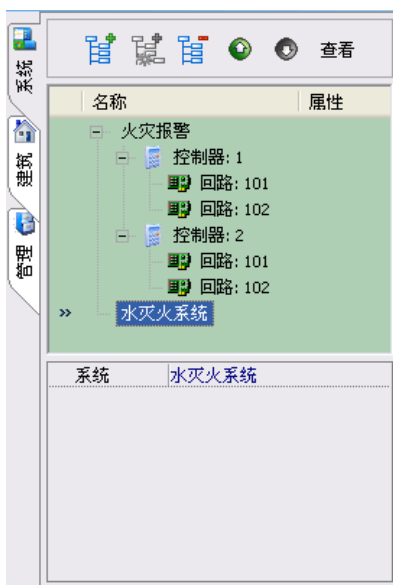 系统
建筑
管理
查看
名称 属性
火灾报警
控制器: 1
回路: 101
回路: 102
控制器: 2
回路: 101
回路: 102
» 水灭火系统
系统 水灭火系统